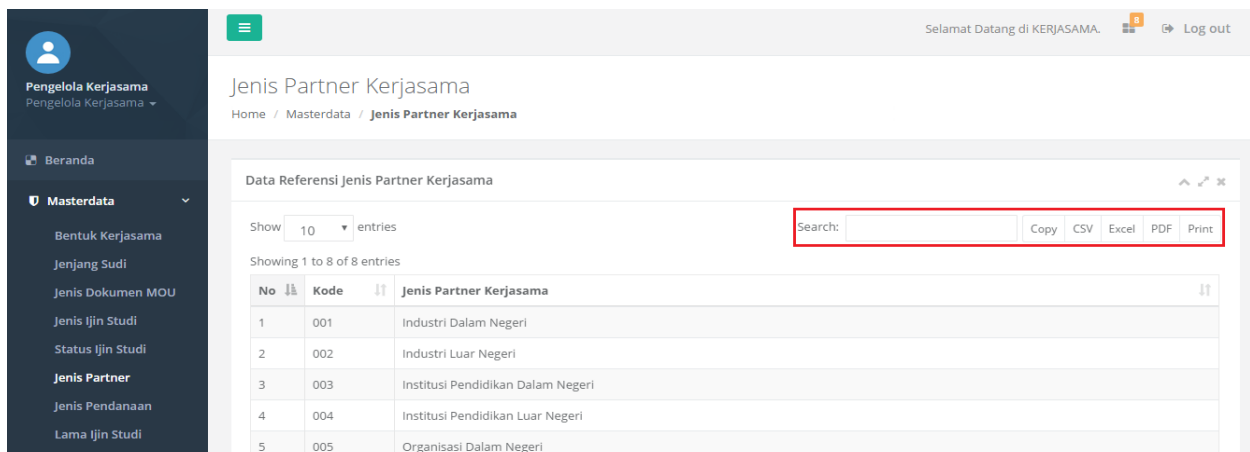 8
Selamat Datang di KERJASAMA. Log out
Pengelola Kerjasama
Pengelola Kerjasama
Jenis Partner Kerjasama
Home / Masterdata / Jenis Partner Kerjasama
Beranda
Masterdata
Bentuk Kerjasama
Jenjang Sudi
Jenis Dokumen MOU
Jenis Ijin Studi
Status Ijin Studi
Jenis Partner
Jenis Pendanaan
Lama Ijin Studi
Data Referensi Jenis Partner Kerjasama
Show 10 entries Search: Copy CSV Excel PDF Print
Showing 1 to 8 of 8 entries
No Kode Jenis Partner Kerjasama
1 001 Industri Dalam Negeri
2 002 Industri Luar Negeri
3 003 Institusi Pendidikan Dalam Negeri
4 004 Institusi Pendidikan Luar Negeri
5 005 Organisasi Dalam Negeri